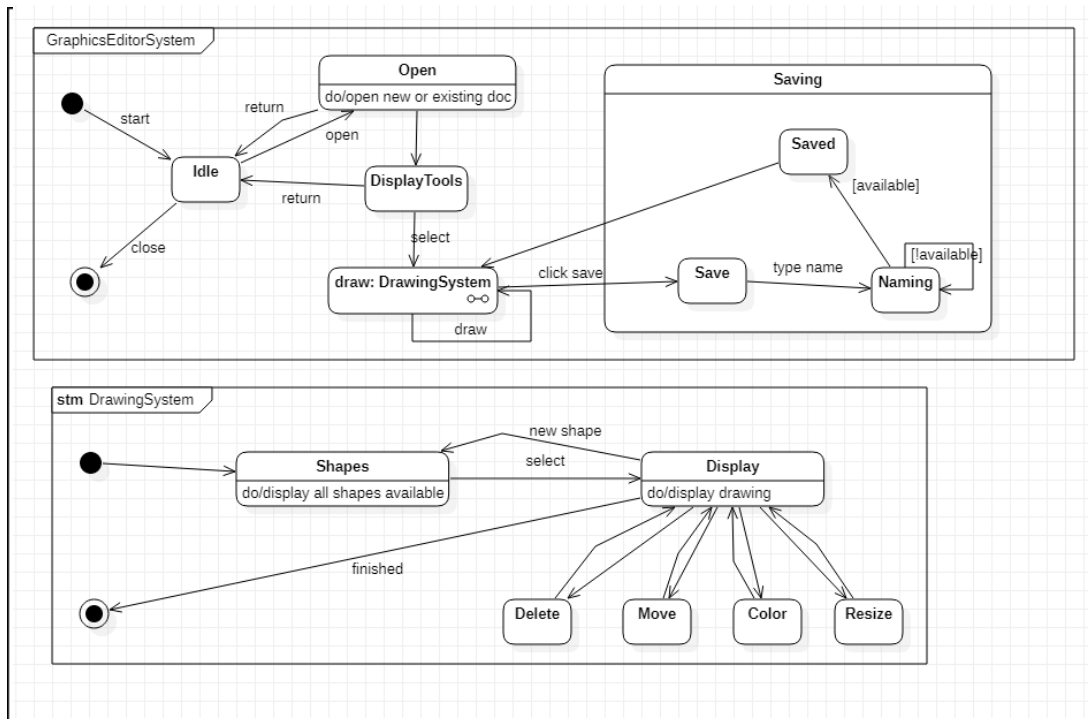 GraphicsEditorSystem
Open
do/open new or existing doc
Saving
return
start
open
Saved
Idle
DisplayTools
[available]
return
close
select
[!available]
draw: DrawingSystem
click save
Save
type name
Naming
draw
stm DrawingSystem
new shape
Shapes
select
Display
do/display all shapes available
do/display drawing
finished
Delete
Move
Color
Resize